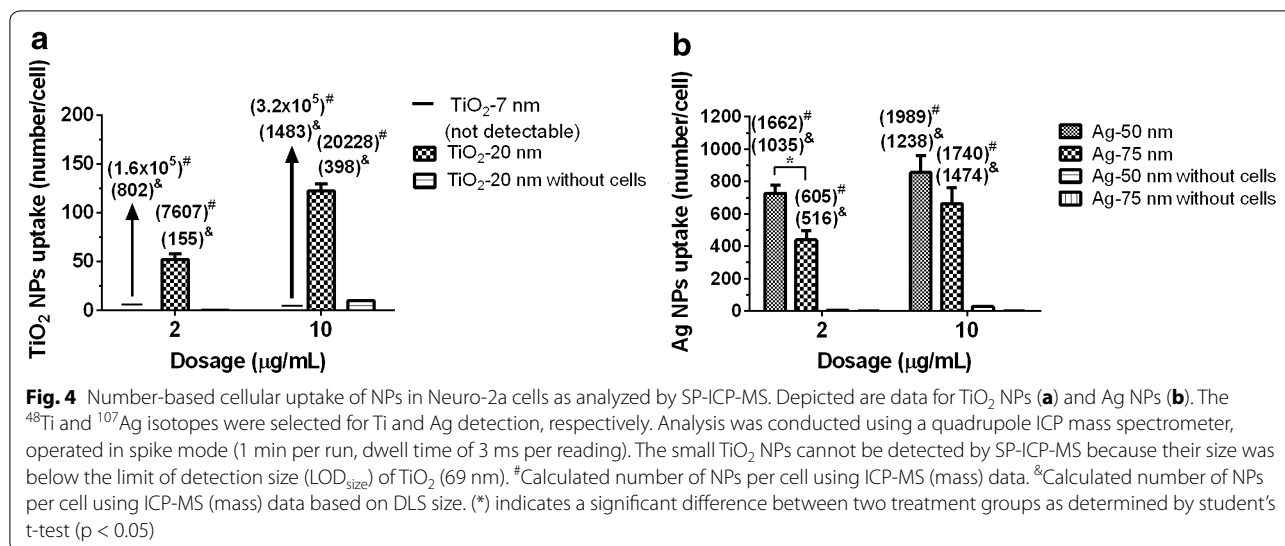 a
TiO₂ NPs uptake (number/cell)
200
150
100
50
0
(1.6x10⁵)#
(802)&
(7607)#
(155)&
(3.2x10⁵)#
(1483)&
(20228)#
(398)&
2
10
Dosage (µg/mL)
TiO₂-7 nm
(not detectable)
TiO₂-20 nm
TiO₂-20 nm without cells
b
Ag NPs uptake (number/cell)
1200
1000
800
600
400
200
0
(1662)#
(1035)&
*
(605)#
(516)&
(1989)#
(1238)&
(1740)#
(1474)&
2
10
Dosage (µg/mL)
Ag-50 nm
Ag-75 nm
Ag-50 nm without cells
Ag-75 nm without cells
Fig. 4 Number-based cellular uptake of NPs in Neuro-2a cells as analyzed by SP-ICP-MS. Depicted are data for TiO₂ NPs (a) and Ag NPs (b). The
⁴⁸Ti and ¹⁰⁷Ag isotopes were selected for Ti and Ag detection, respectively. Analysis was conducted using a quadrupole ICP mass spectrometer,
operated in spike mode (1 min per run, dwell time of 3 ms per reading). The small TiO₂ NPs cannot be detected by SP-ICP-MS because their size was
below the limit of detection size (LODsize) of TiO₂ (69 nm). #Calculated number of NPs per cell using ICP-MS (mass) data. &Calculated number of NPs
per cell using ICP-MS (mass) data based on DLS size. (*) indicates a significant difference between two treatment groups as determined by student's
t-test (p < 0.05)